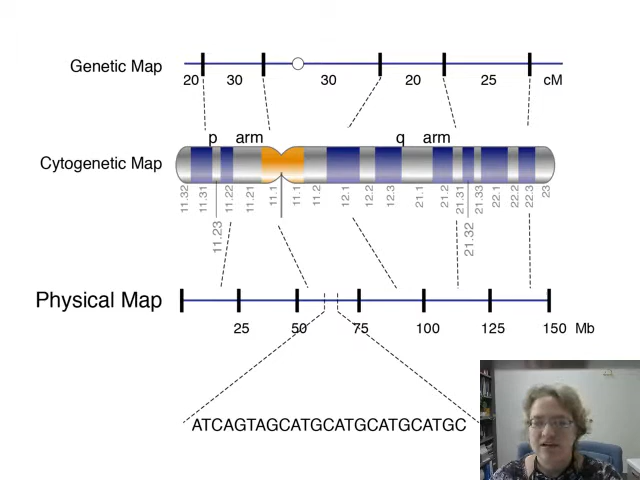 Genetic Map
20 30 30 20 25 cM
p arm q arm
Cytogenetic Map
11.32 11.31 11.23 11.22 11.21 11.1 11.1 11.2 12.1 12.2 12.3 21.1 21.2 21.31 21.32 21.33 22.1 22.2 22.3 23
Physical Map
25 50 75 100 125 150 Mb
ATCAGTAGCATGCATGCATGCATGC